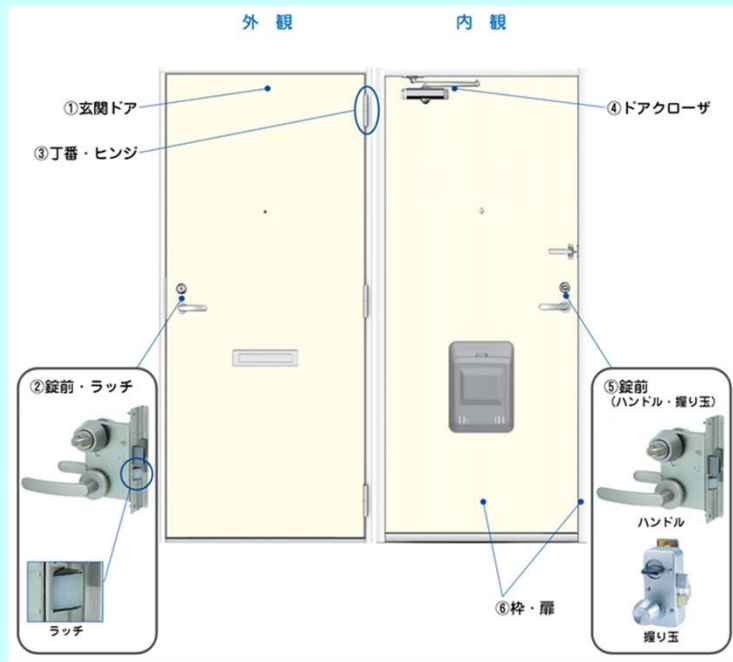 外 観
内 観
①玄関ドア
③丁番・ヒンジ
④ドアクローザ
②錠前・ラッチ
ラッチ
⑤錠前
(ハンドル・握り玉)
ハンドル
握り玉
⑥枠・扉